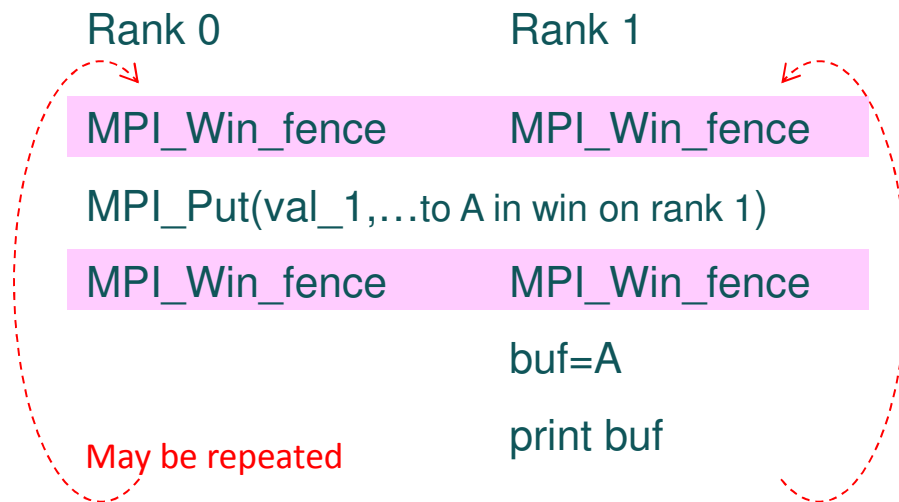 Rank 0 Rank 1
MPI_Win_fence MPI_Win_fence
MPI_Put(val_1,…to A in win on rank 1)
MPI_Win_fence MPI_Win_fence
buf=A
print buf
May be repeated